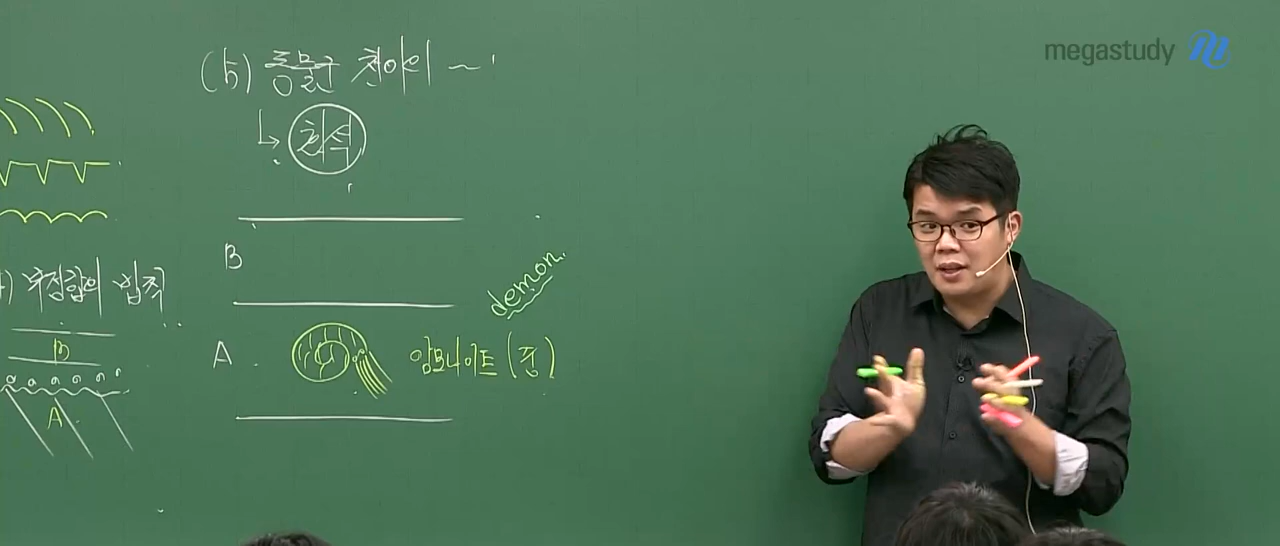 megastudy
(5) 동물군 천이의 ~
↳ 화석
) 부정합의 법칙
B
A
B
A
암모나이트 (중)
demon.